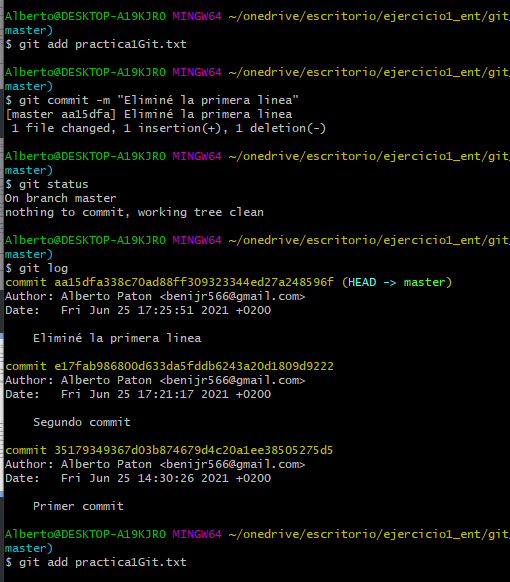 Alberto@DESKTOP-A19KJRO MINGW64 ~/onedrive/escritorio/ejercicio1_ent/git
master)
$ git add practica1Git.txt
Alberto@DESKTOP-A19KJRO MINGW64 ~/onedrive/escritorio/ejercicio1_ent/git
master)
$ git commit -m "Eliminé la primera linea"
[master aa15dfa] Eliminé la primera linea
 1 file changed, 1 insertion(+), 1 deletion(-)
Alberto@DESKTOP-A19KJRO MINGW64 ~/onedrive/escritorio/ejercicio1_ent/git
master)
$ git status
On branch master
nothing to commit, working tree clean
Alberto@DESKTOP-A19KJRO MINGW64 ~/onedrive/escritorio/ejercicio1_ent/git
master)
$ git log
commit aa15dfa338c70ad88ff309323344ed27a248596f (HEAD -> master)
Author: Alberto Paton <benijr566@gmail.com>
Date:   Fri Jun 25 17:25:51 2021 +0200
    Eliminé la primera linea
commit e17fab986800d633da5fddb6243a20d1809d9222
Author: Alberto Paton <benijr566@gmail.com>
Date:   Fri Jun 25 17:21:17 2021 +0200
    Segundo commit
commit 35179349367d03b874679d4c20a1ee38505275d5
Author: Alberto Paton <benijr566@gmail.com>
Date:   Fri Jun 25 14:30:26 2021 +0200
    Primer commit
Alberto@DESKTOP-A19KJRO MINGW64 ~/onedrive/escritorio/ejercicio1_ent/git
master)
$ git add practica1Git.txt